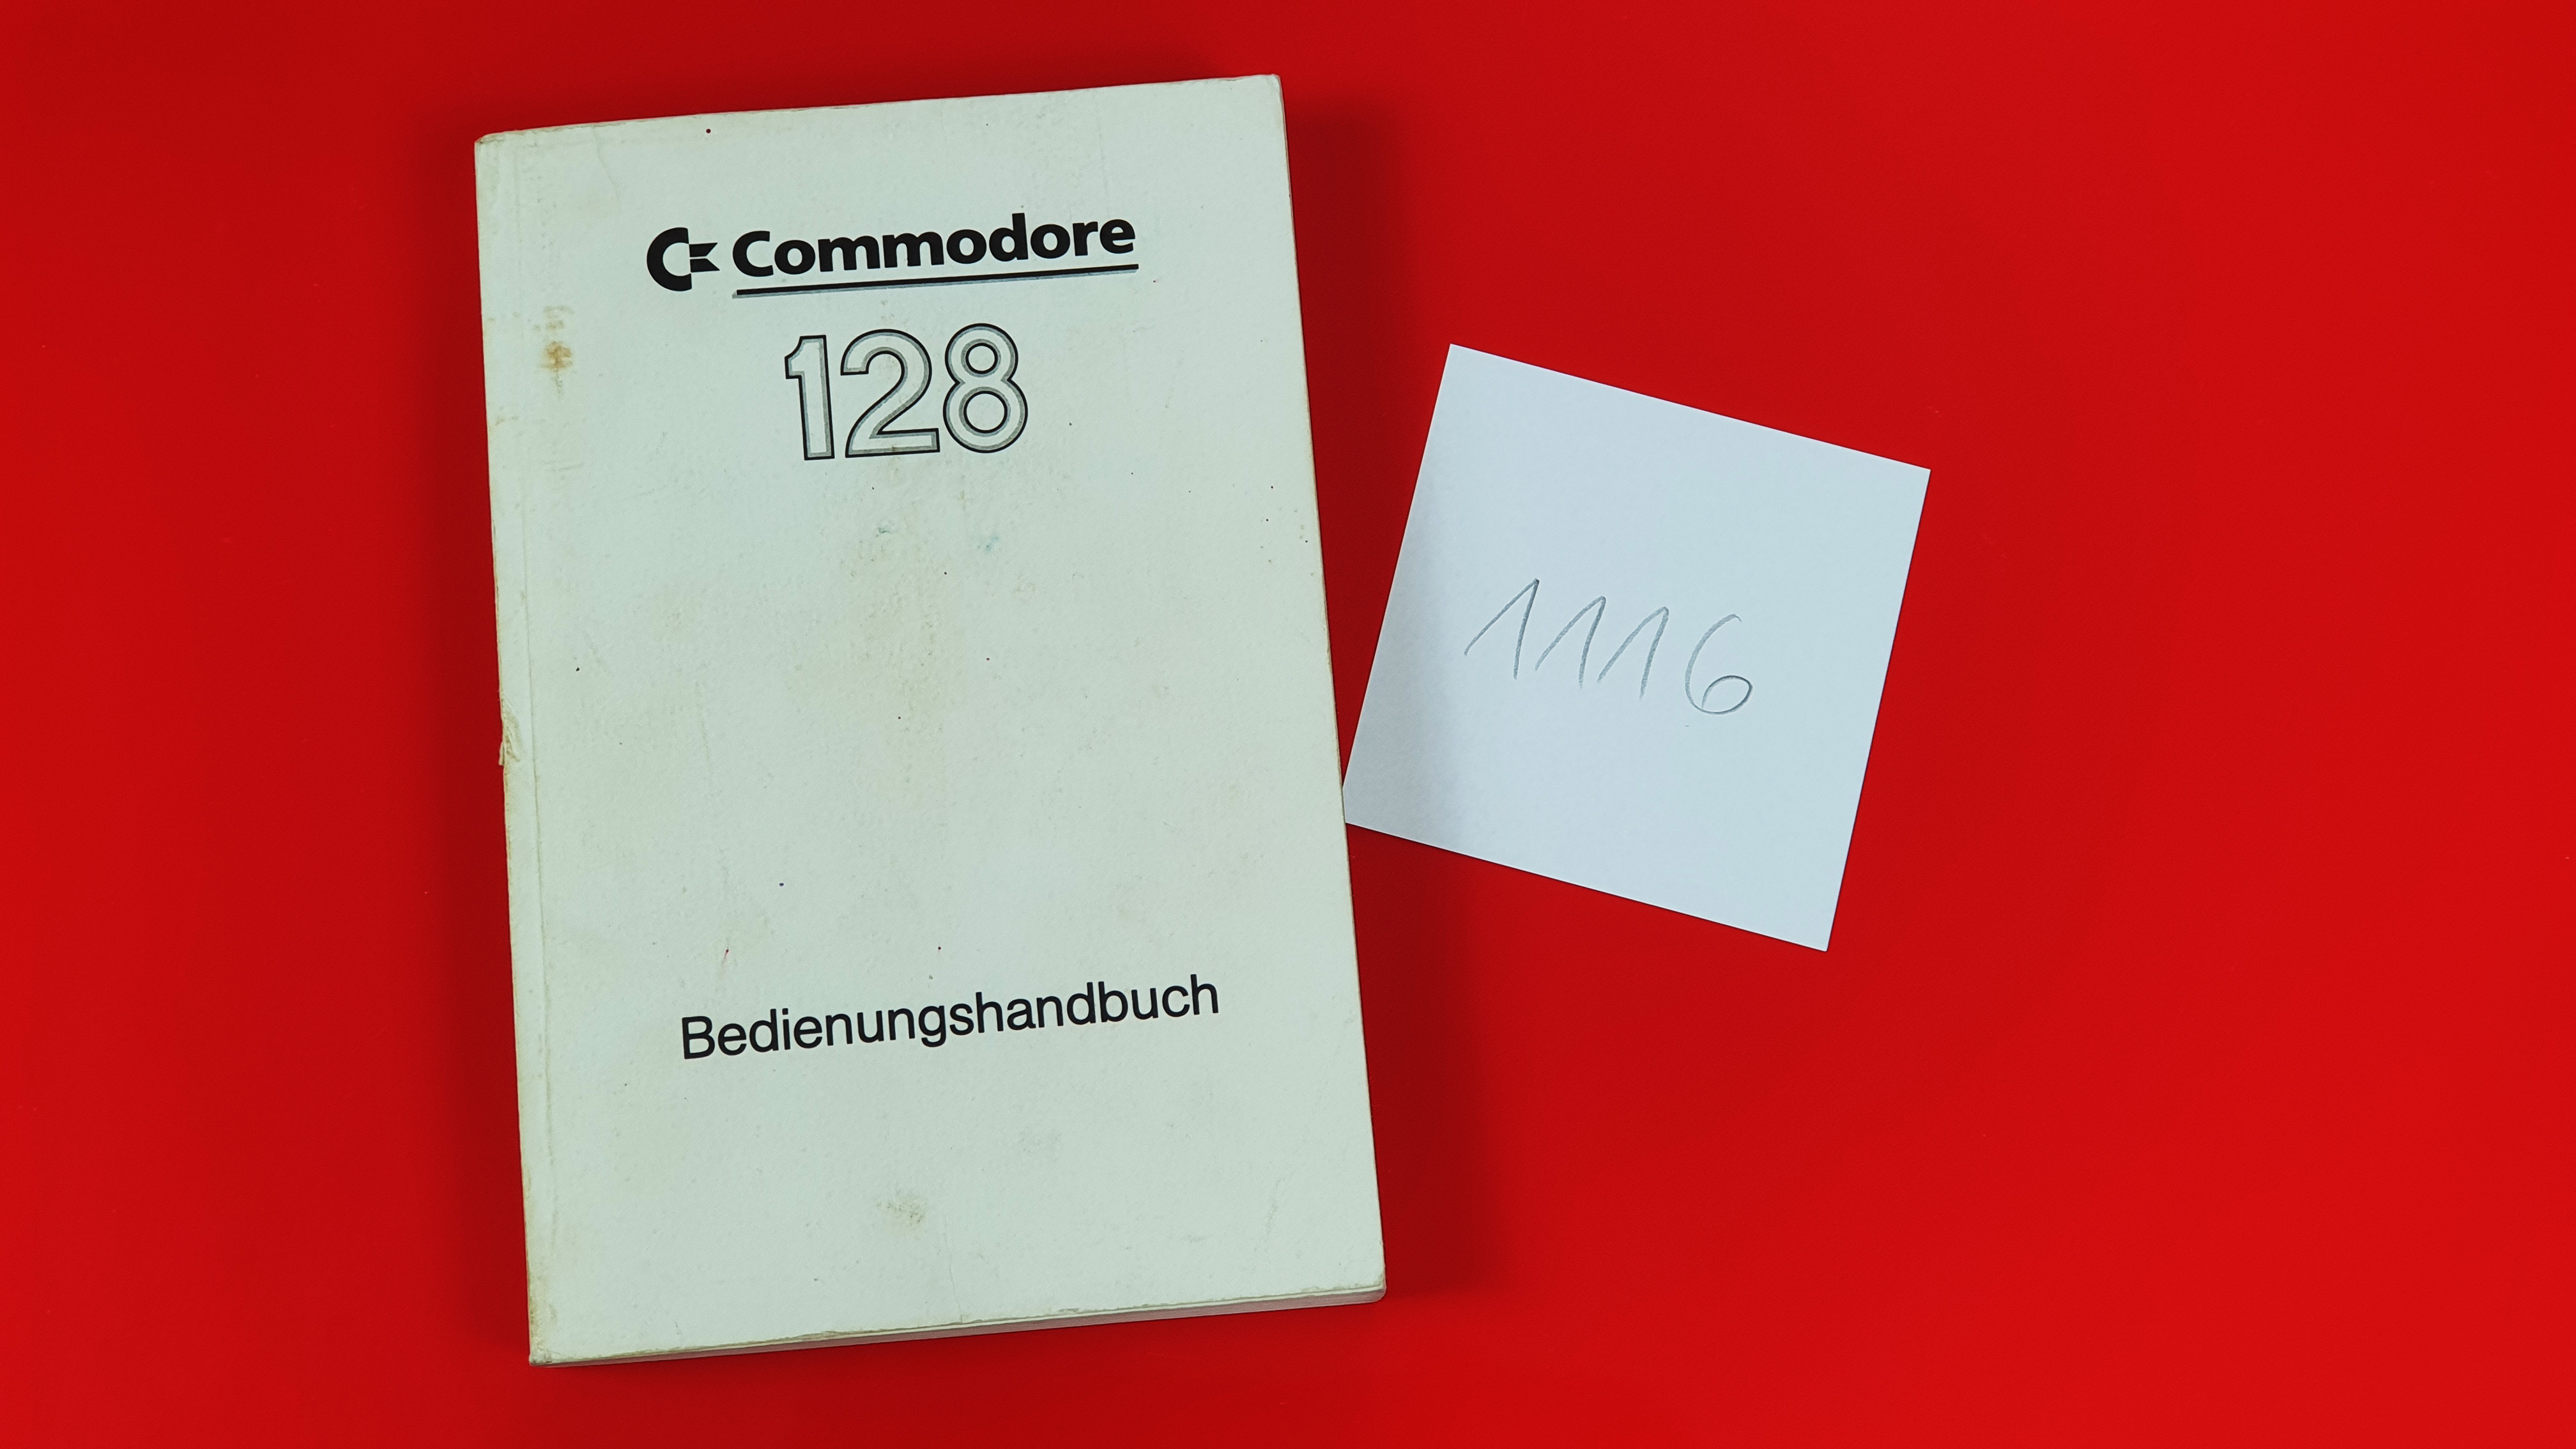 Commodore
128
Bedienungshandbuch
1116